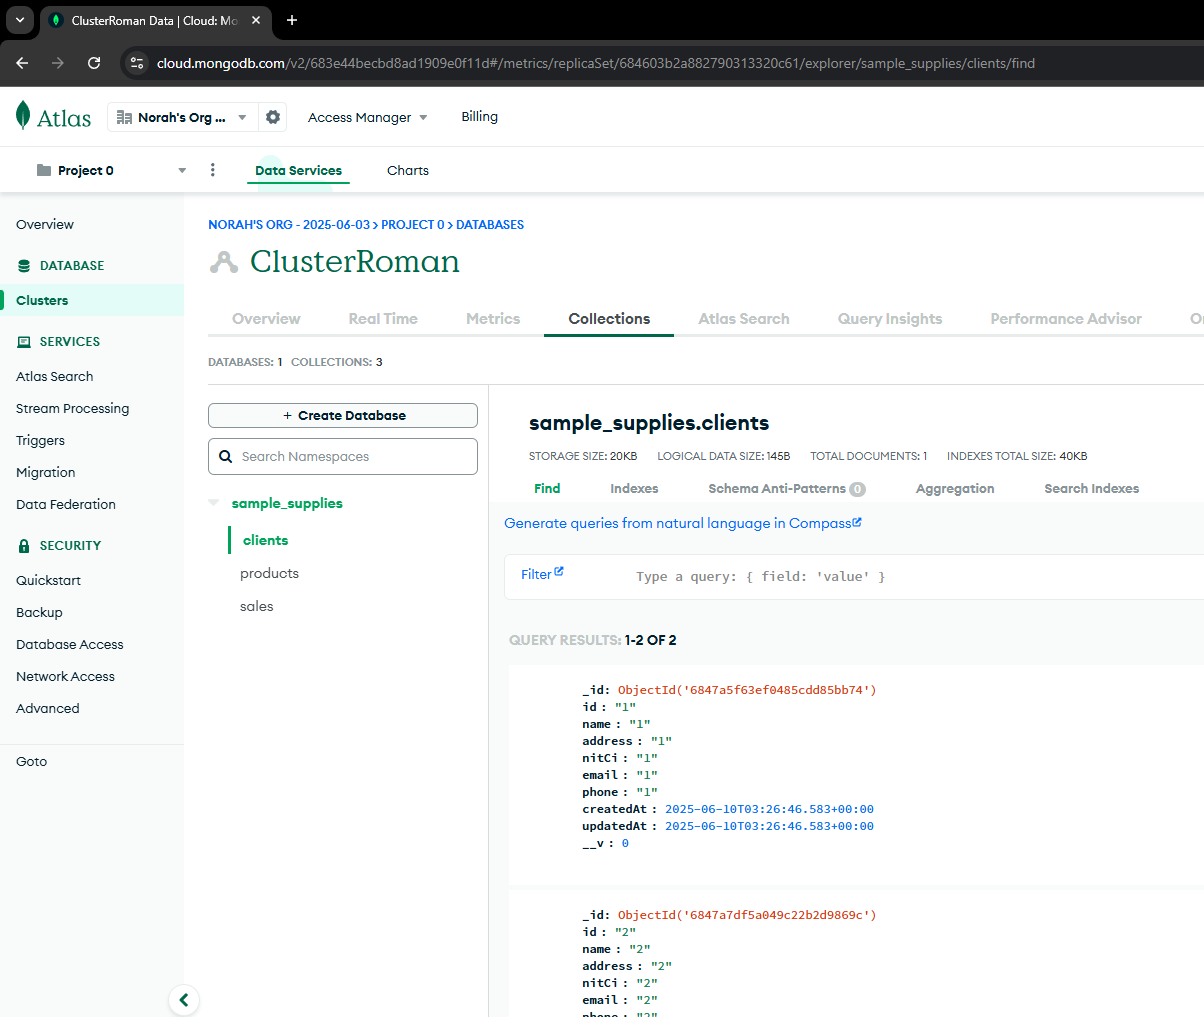 ClusterRoman Data | Cloud: Mo
cloud.mongodb.com/v2/683e44becbd8ad1909e0f11d#/metrics/replicaSet/684603b2a882790313320c61/explorer/sample_supplies/clients/find
Atlas
Norah's Org ...
Access Manager
Billing
Project 0
Data Services
Charts
Overview
DATABASE
Clusters
SERVICES
Atlas Search
Stream Processing
Triggers
Migration
Data Federation
SECURITY
Quickstart
Backup
Database Access
Network Access
Advanced
Goto
NORAH'S ORG - 2025-06-03 > PROJECT 0 > DATABASES
ClusterRoman
Overview Real Time Metrics Collections Atlas Search Query Insights Performance Advisor O
DATABASES: 1 COLLECTIONS: 3
+ Create Database
Search Namespaces
sample_supplies
clients
products
sales
sample_supplies.clients
STORAGE SIZE: 20KB LOGICAL DATA SIZE: 145B TOTAL DOCUMENTS: 1 INDEXES TOTAL SIZE: 40KB
Find Indexes Schema Anti-Patterns 0 Aggregation Search Indexes
Generate queries from natural language in Compass
Filter Type a query: { field: 'value' }
QUERY RESULTS: 1-2 OF 2
_id: ObjectId('6847a5f63ef0485cdd85bb74')
id : "1"
name : "1"
address : "1"
nitCi : "1"
email : "1"
phone : "1"
createdAt : 2025-06-10T03:26:46.583+00:00
updatedAt : 2025-06-10T03:26:46.583+00:00
__v : 0
_id: ObjectId('6847a7df5a049c22b2d9869c')
id : "2"
name : "2"
address : "2"
nitCi : "2"
email : "2"
phone : "2"